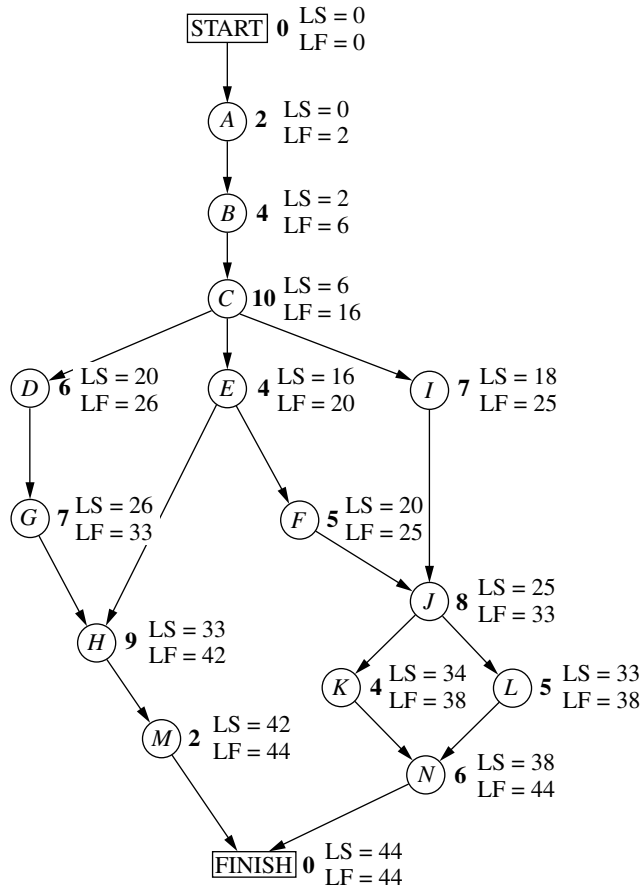 START 0 LS = 0
LF = 0
A 2 LS = 0
LF = 2
B 4 LS = 2
LF = 6
C 10 LS = 6
LF = 16
D 6 LS = 20
LF = 26
E 4 LS = 16
LF = 20
I 7 LS = 18
LF = 25
G 7 LS = 26
LF = 33
F 5 LS = 20
LF = 25
J 8 LS = 25
LF = 33
H 9 LS = 33
LF = 42
K 4 LS = 34
LF = 38
L 5 LS = 33
LF = 38
M 2 LS = 42
LF = 44
N 6 LS = 38
LF = 44
FINISH 0 LS = 44
LF = 44